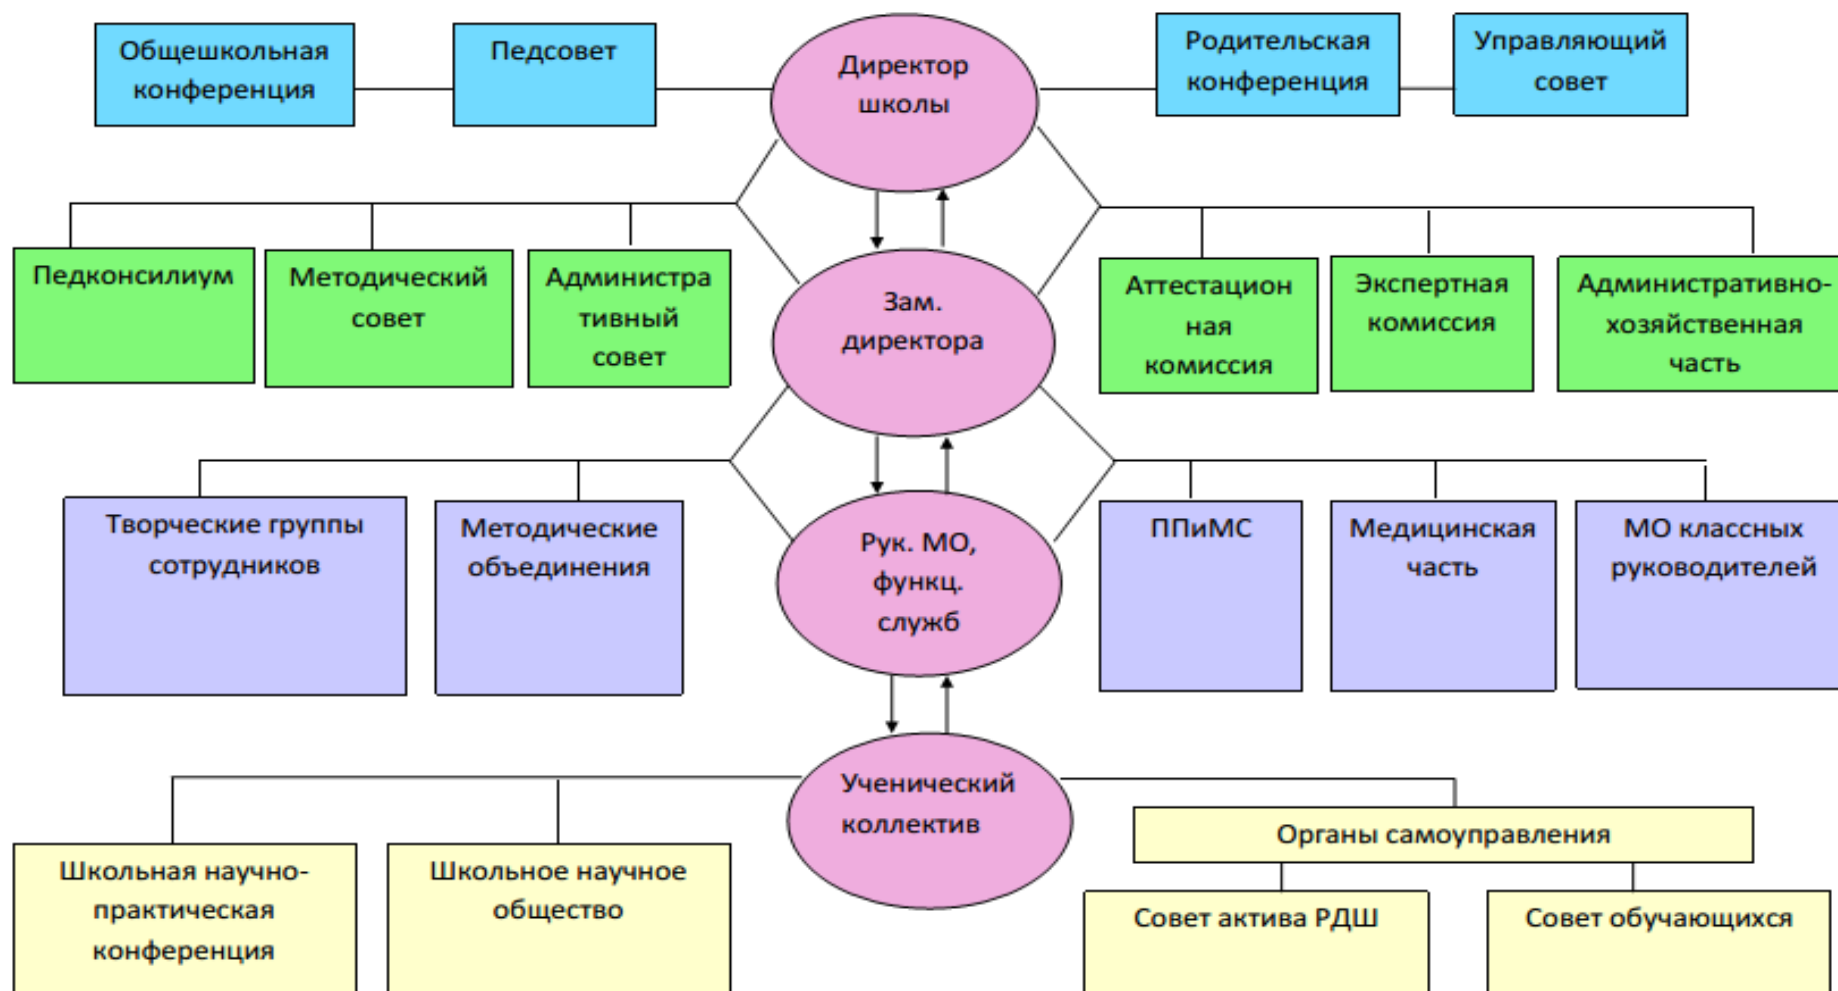 Общешкольная
конференция
Педсовет
Директор
школы
Родительская
конференция
Управляющий
совет
Педконсилиум
Методический
совет
Администра
тивный
совет
Зам.
директора
Аттестацион
ная
комиссия
Экспертная
комиссия
Административно-
хозяйственная
часть
Творческие группы
сотрудников
Методические
объединения
Рук. МО,
функц.
служб
ППиМС
Медицинская
часть
МО классных
руководителей
Ученический
коллектив
Школьная научно-
практическая
конференция
Школьное научное
общество
Органы самоуправления
Совет актива РДШ
Совет обучающихся